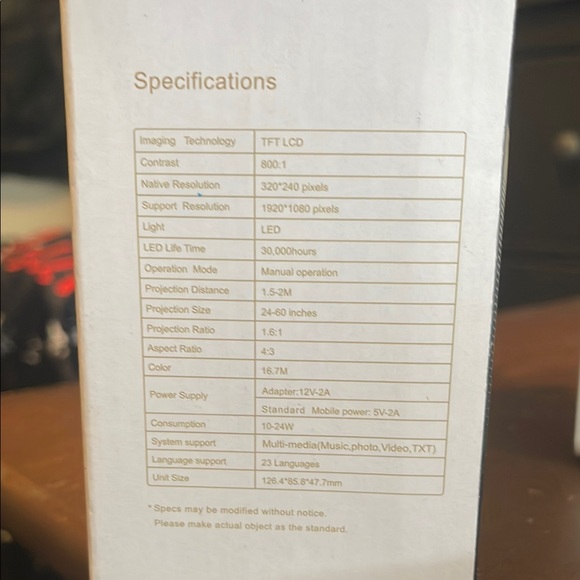 Specifications
Imaging Technology TFT LCD
Contrast 800:1
Native Resolution 320*240 pixels
Support Resolution 1920*1080 pixels
Light LED
LED Life Time 30,000hours
Operation Mode Manual operation
Projection Distance 1.5-2M
Projection Size 24-60 inches
Projection Ratio 1.6:1
Aspect Ratio 4:3
Color 16.7M
Power Supply Adapter:12V-2A
Standard Mobile power: 5V-2A
Consumption 10-24W
System support Multi-media(Music,photo,Video,TXT)
Language support 23 Languages
Unit Size 126.4*85.8*47.7mm
* Specs may be modified without notice.
Please make actual object as the standard.